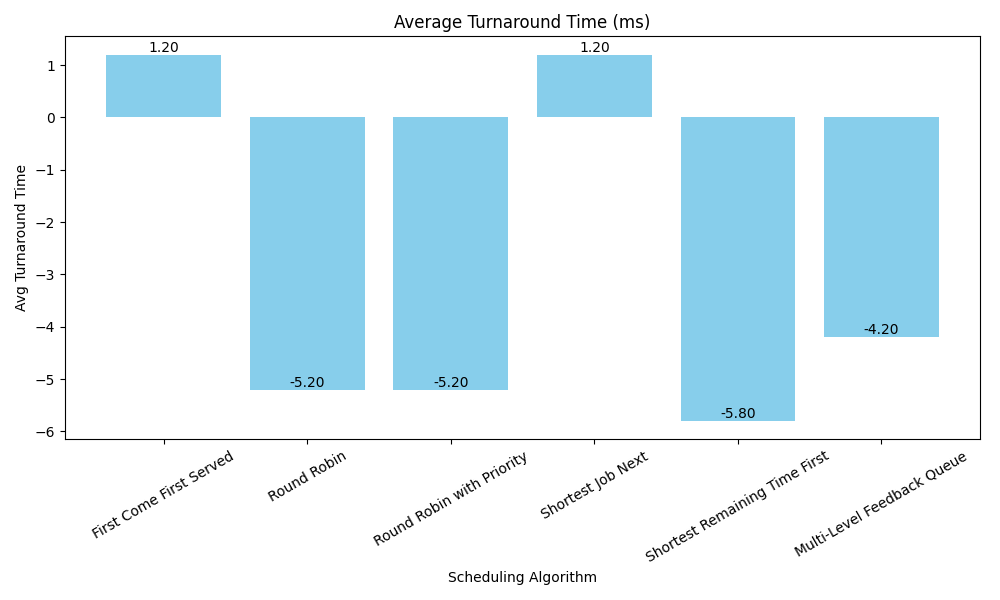 Average Turnaround Time (ms)
Avg Turnaround Time
1
0
−1
−2
−3
−4
−5
−6
1.20
-5.20
-5.20
1.20
-5.80
-4.20
First Come First Served
Round Robin
Round Robin with Priority
Shortest Job Next
Shortest Remaining Time First
Multi-Level Feedback Queue
Scheduling Algorithm